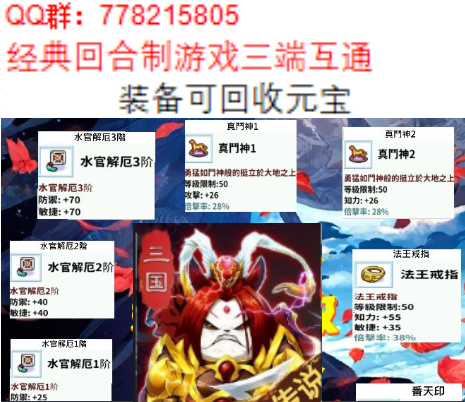 QQ群：778215805
经典回合制游戏三端互通
装备可回收元宝
水官解厄3階
水官解厄3阶
水官解厄3阶
防禦: +70
敏捷: +70
真鬥神1
真門神1
勇猛如鬥神般的挺立於大地之上
等級限制:50
攻擊: +26
倍擊率: 28%
真鬥神2
真門神2
勇猛如鬥神般的挺立於大地之上
等級限制:50
知力: +26
倍擊率: 28%
水官解厄2階
水官解厄2阶
水官解厄2阶
防禦: +40
敏捷: +40
三国
法王戒指
法王戒指
法王戒指
等級限制:50
知力: +55
敏捷: +35
倍擊率: 38%
水官解厄1階
水官解厄1阶
水官解厄1阶
防禦: +25
传说
番天印